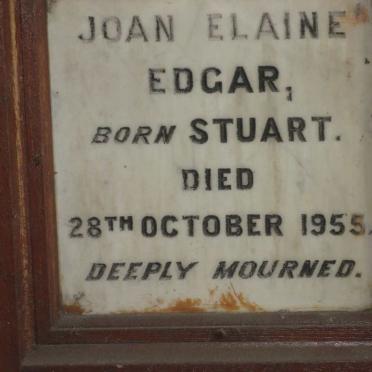 JOAN ELAINE
EDGAR,
BORN STUART.
DIED
28TH OCTOBER 1955.
DEEPLY MOURNED.